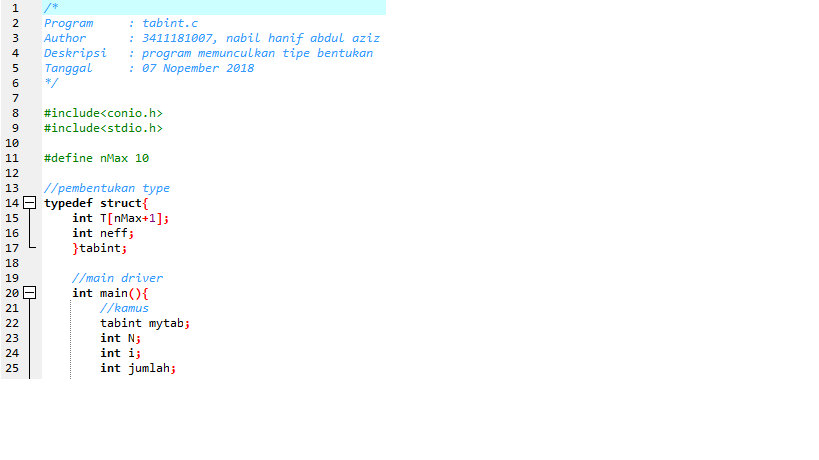 1 /*
2 Program     : tabint.c
3 Author      : 3411181007, nabil hanif abdul aziz
4 Deskripsi   : program memunculkan tipe bentukan
5 Tanggal     : 07 Nopember 2018
6 */
7
8 #include<conio.h>
9 #include<stdio.h>
10
11 #define nMax 10
12
13 //pembentukan type
14 typedef struct{
15     int T[nMax+1];
16     int neff;
17     }tabint;
18
19     //main driver
20     int main(){
21         //kamus
22         tabint mytab;
23         int N;
24         int i;
25         int jumlah;